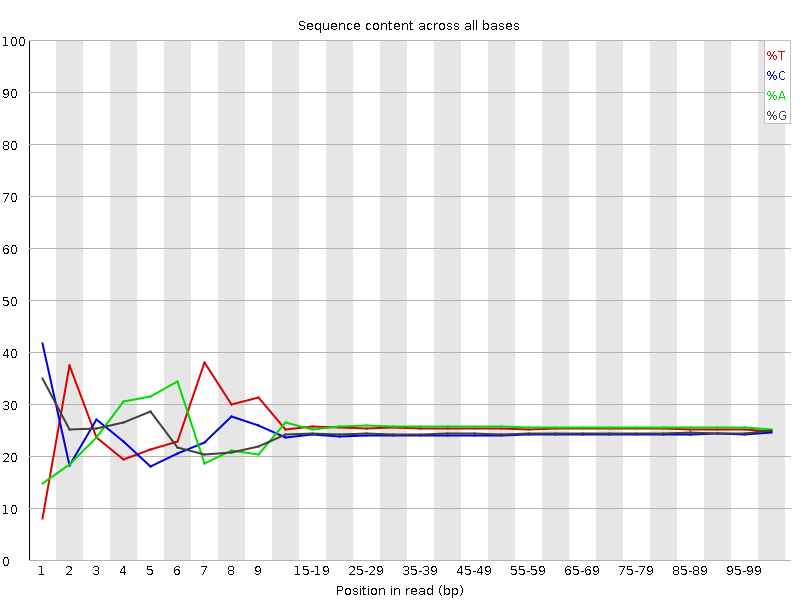 Sequence content across all bases
100
90
80
70
60
50
40
30
20
10
0
%T
%C
%A
%G
1 2 3 4 5 6 7 8 9 15-19 25-29 35-39 45-49 55-59 65-69 75-79 85-89 95-99
Position in read (bp)